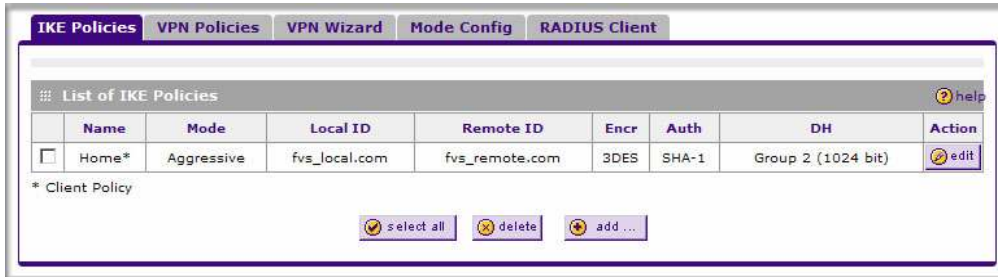 IKE Policies VPN Policies VPN Wizard Mode Config RADIUS Client
List of IKE Policies help
Name Mode Local ID Remote ID Encr Auth DH Action
Home* Aggressive fvs_local.com fvs_remote.com 3DES SHA-1 Group 2 (1024 bit) edit
* Client Policy
select all delete add ...